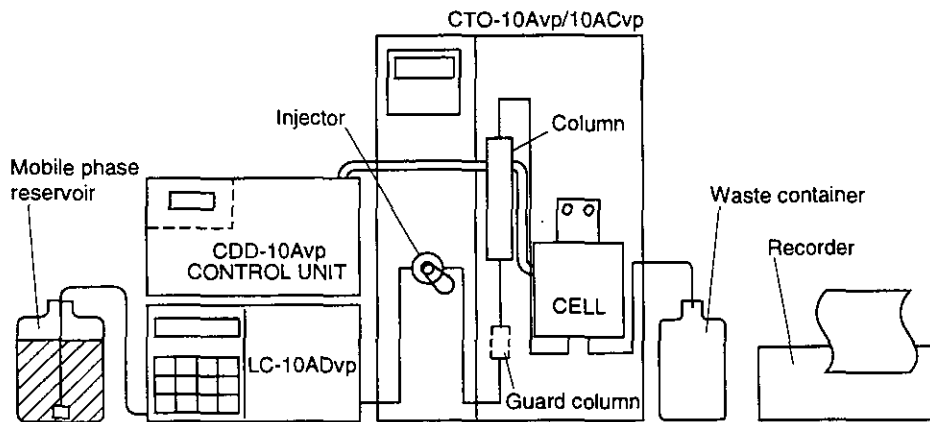 CTO-10Avp/10ACvp
Injector
Column
Mobile phase
reservoir
Waste container
Recorder
CDD-10Avp
CONTROL UNIT
CELL
LC-10ADvp
Guard column